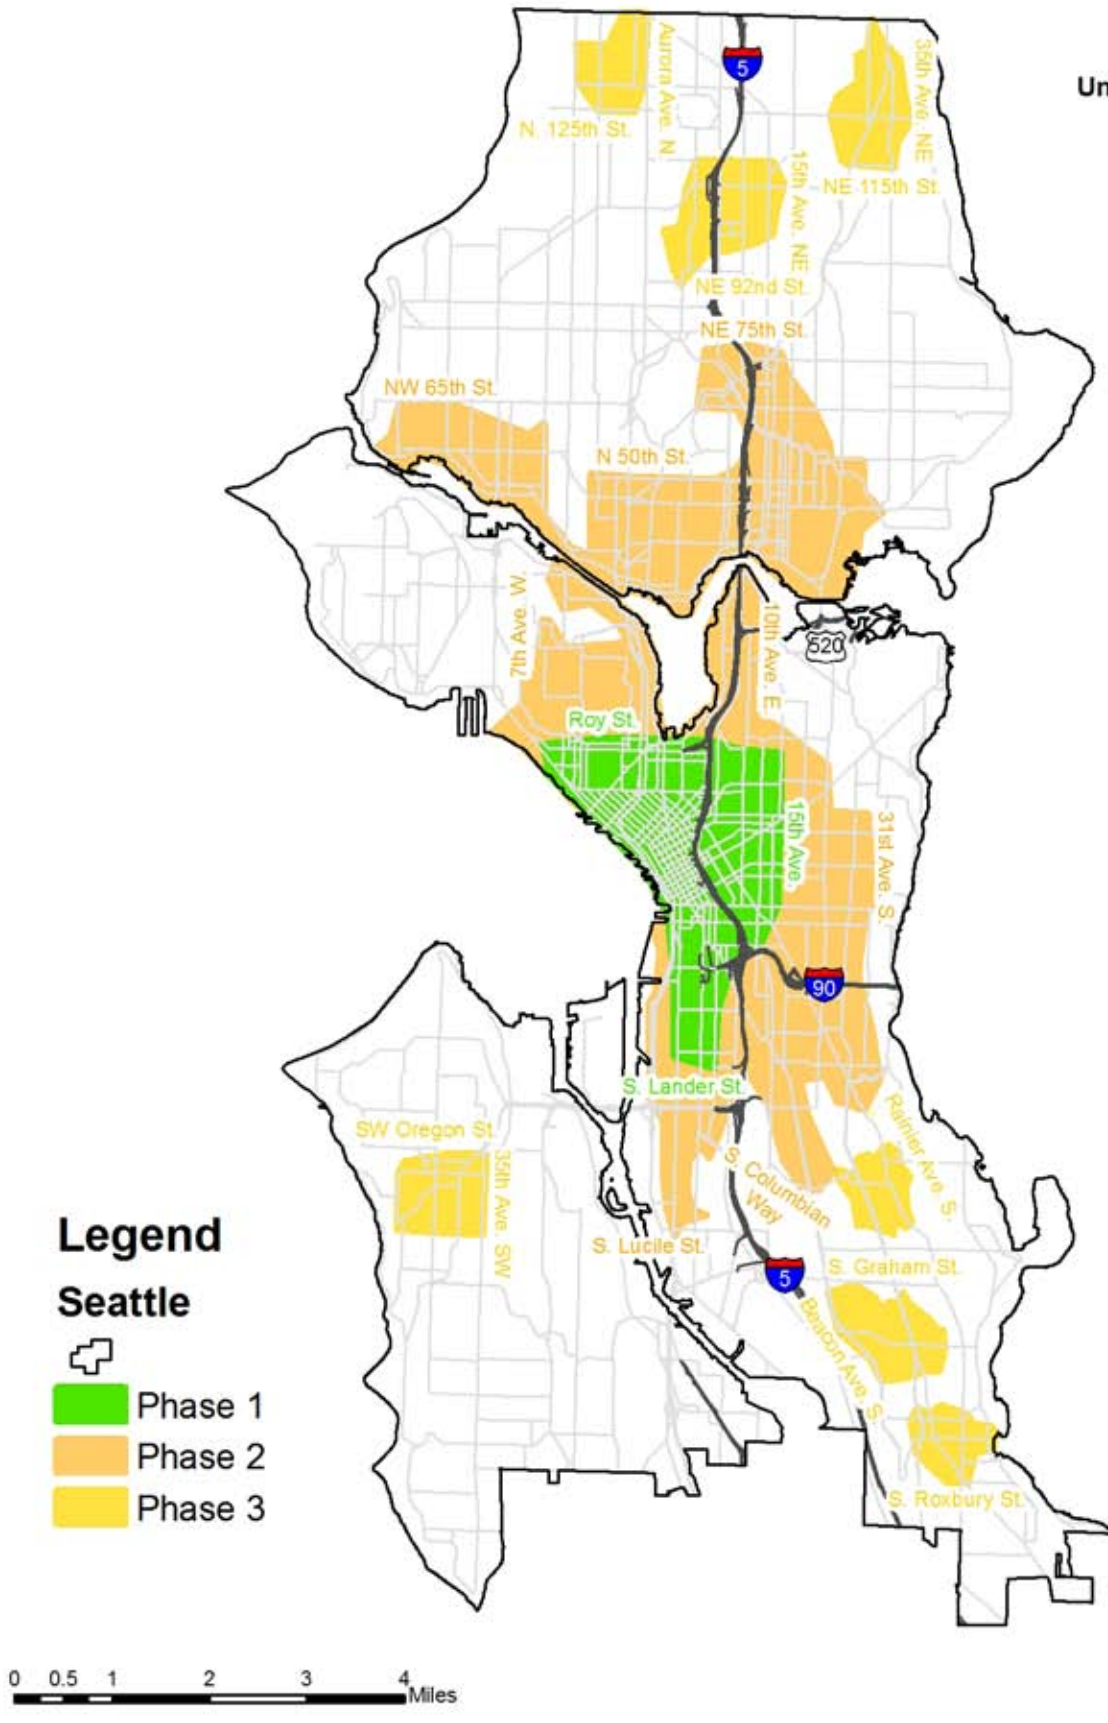 Un
5
Aurora Ave. N.
35th Ave. NE
N. 125th St.
15th Ave. NE
NE 115th St.
NE 92nd St.
NE 75th St.
NW 65th St.
N 50th St.
7th Ave. W.
10th Ave. E.
520
Roy St.
15th Ave.
31st Ave. S.
90
S. Lander St.
Rainier Ave. S.
SW Oregon St.
35th Ave. SW
S. Columbian
Way
S. Lucile St.
S. Graham St.
5
Beacon Ave. S.
S. Roxbury St.
Legend
Seattle
Phase 1
Phase 2
Phase 3
0 0.5 1 2 3 4
Miles